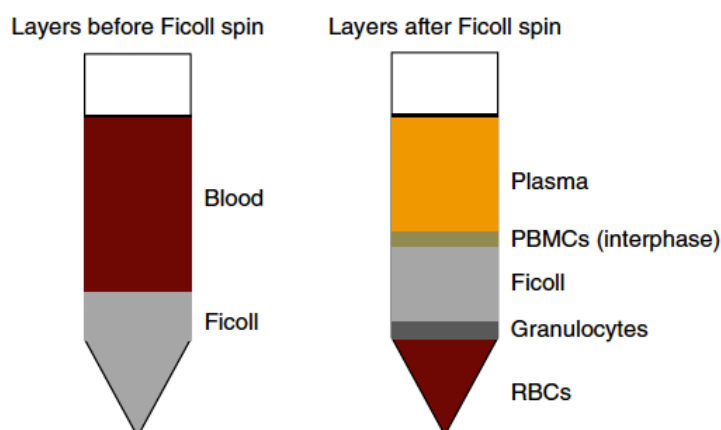 Layers before Ficoll spin
Blood
Ficoll
Layers after Ficoll spin
Plasma
PBMCs (interphase)
Ficoll
Granulocytes
RBCs